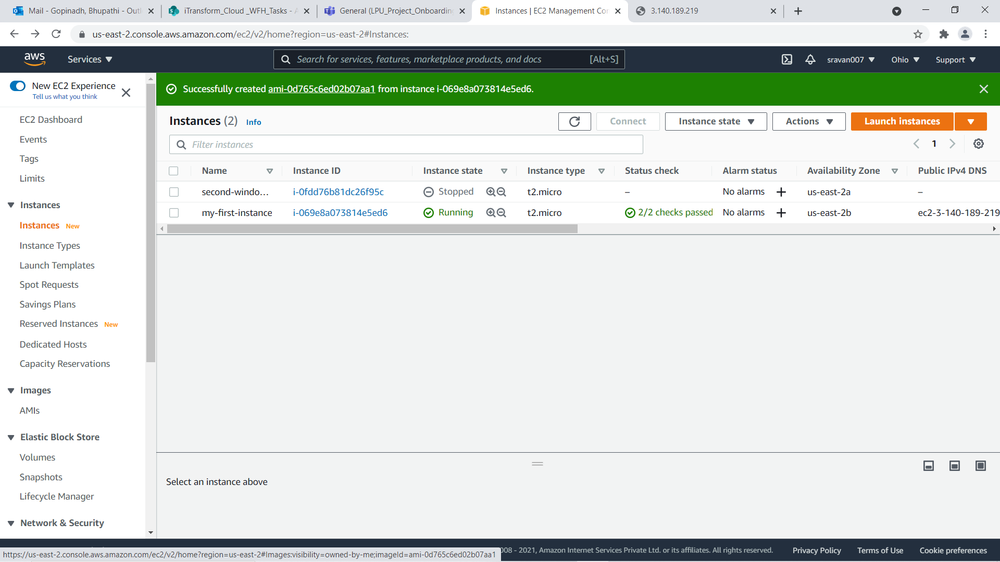 Mail - Gopinadh, Bhupathi - Outl
iTransform_Cloud _WFH_Tasks - A
General (LPU_Project_Onboarding
Instances | EC2 Management Con
3.140.189.219
us-east-2.console.aws.amazon.com/ec2/v2/home?region=us-east-2#Instances:
aws
Services
Search for services, features, marketplace products, and docs [Alt+S]
sravan007
Ohio
Support
New EC2 Experience
Tell us what you think
EC2 Dashboard
Events
Tags
Limits
Instances
Instances New
Instance Types
Launch Templates
Spot Requests
Savings Plans
Reserved Instances New
Dedicated Hosts
Capacity Reservations
Images
AMIs
Elastic Block Store
Volumes
Snapshots
Lifecycle Manager
Network & Security
Successfully created ami-0d765c6ed02b07aa1 from instance i-069e8a073814e5ed6.
Instances (2) Info
Connect
Instance state
Actions
Launch instances
Filter instances
1
Name Instance ID Instance state Instance type Status check Alarm status Availability Zone Public IPv4 DNS
second-windo... i-0fdd76b81dc26f95c Stopped t2.micro – No alarms + us-east-2a –
my-first-instance i-069e8a073814e5ed6 Running t2.micro 2/2 checks passed No alarms + us-east-2b ec2-3-140-189-219
Select an instance above
https://us-east-2.console.aws.amazon.com/ec2/v2/home?region=us-east-2#Images:visibility=owned-by-me;imageId=ami-0d765c6ed02b07aa1
008 - 2021, Amazon Internet Services Private Ltd. or its affiliates. All rights reserved.
Privacy Policy
Terms of Use
Cookie preferences